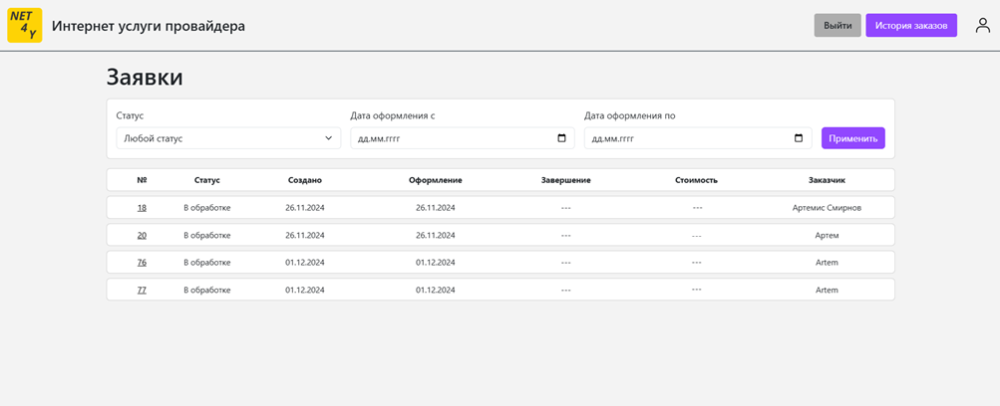 NET
4
Y
Интернет услуги провайдера
Выйти
История заказов
Заявки
Статус
Дата оформления с
Дата оформления по
Любой статус
дд.мм.гггг
дд.мм.гггг
Применить
№ Статус Создано Оформление Завершение Стоимость Заказчик
18 В обработке 26.11.2024 26.11.2024 --- --- Артемис Смирнов
20 В обработке 26.11.2024 26.11.2024 --- --- Артем
76 В обработке 01.12.2024 01.12.2024 --- --- Artem
77 В обработке 01.12.2024 01.12.2024 --- --- Artem